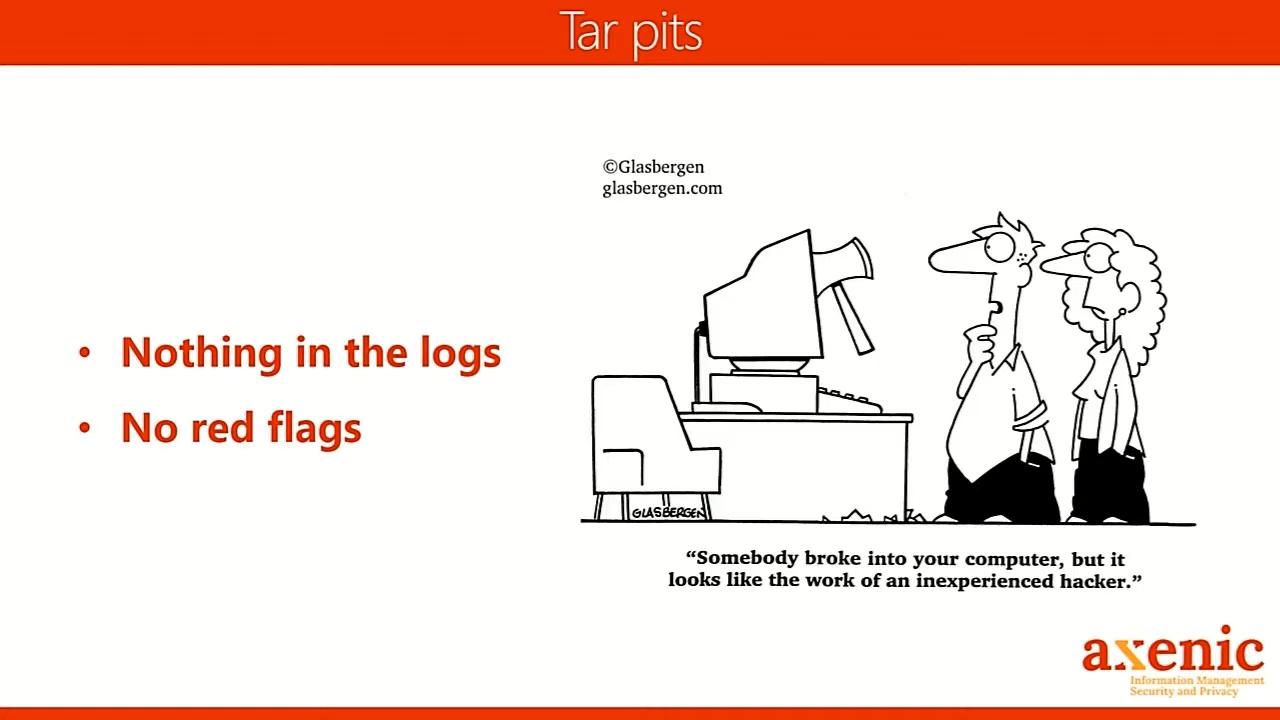 Tar pits
©Glasbergen
glasbergen.com
• Nothing in the logs
• No red flags
GLASBERGEN
“Somebody broke into your computer, but it
looks like the work of an inexperienced hacker.”
axenic
Information Management
Security and Privacy